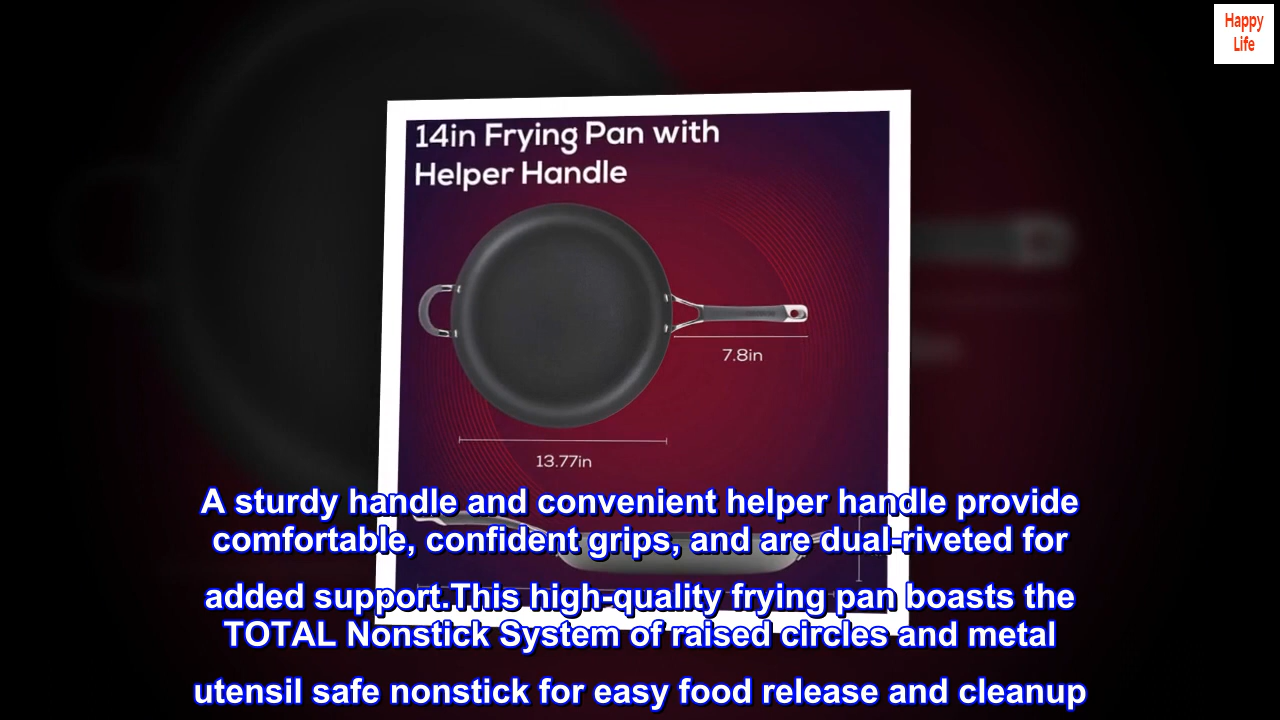 Happy
Life
14in Frying Pan with
Helper Handle
7.8in
13.77in
A sturdy handle and convenient helper handle provide
comfortable, confident grips, and are dual-riveted for
added support.This high-quality frying pan boasts the
TOTAL Nonstick System of raised circles and metal
utensil safe nonstick for easy food release and cleanup